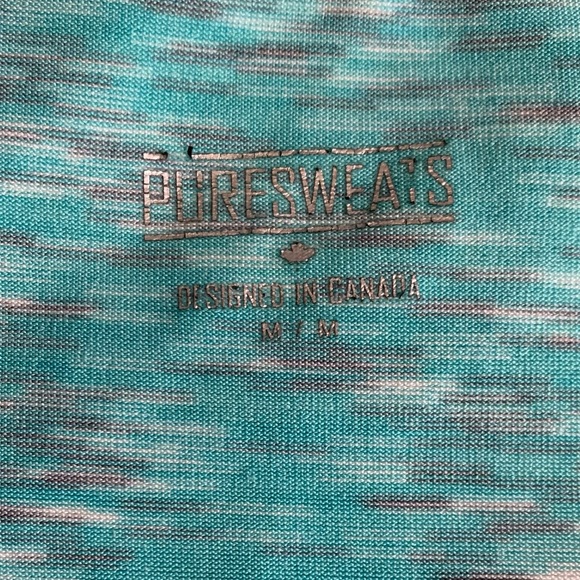 PURESWEATS
DESIGNED IN CANADA
M / M